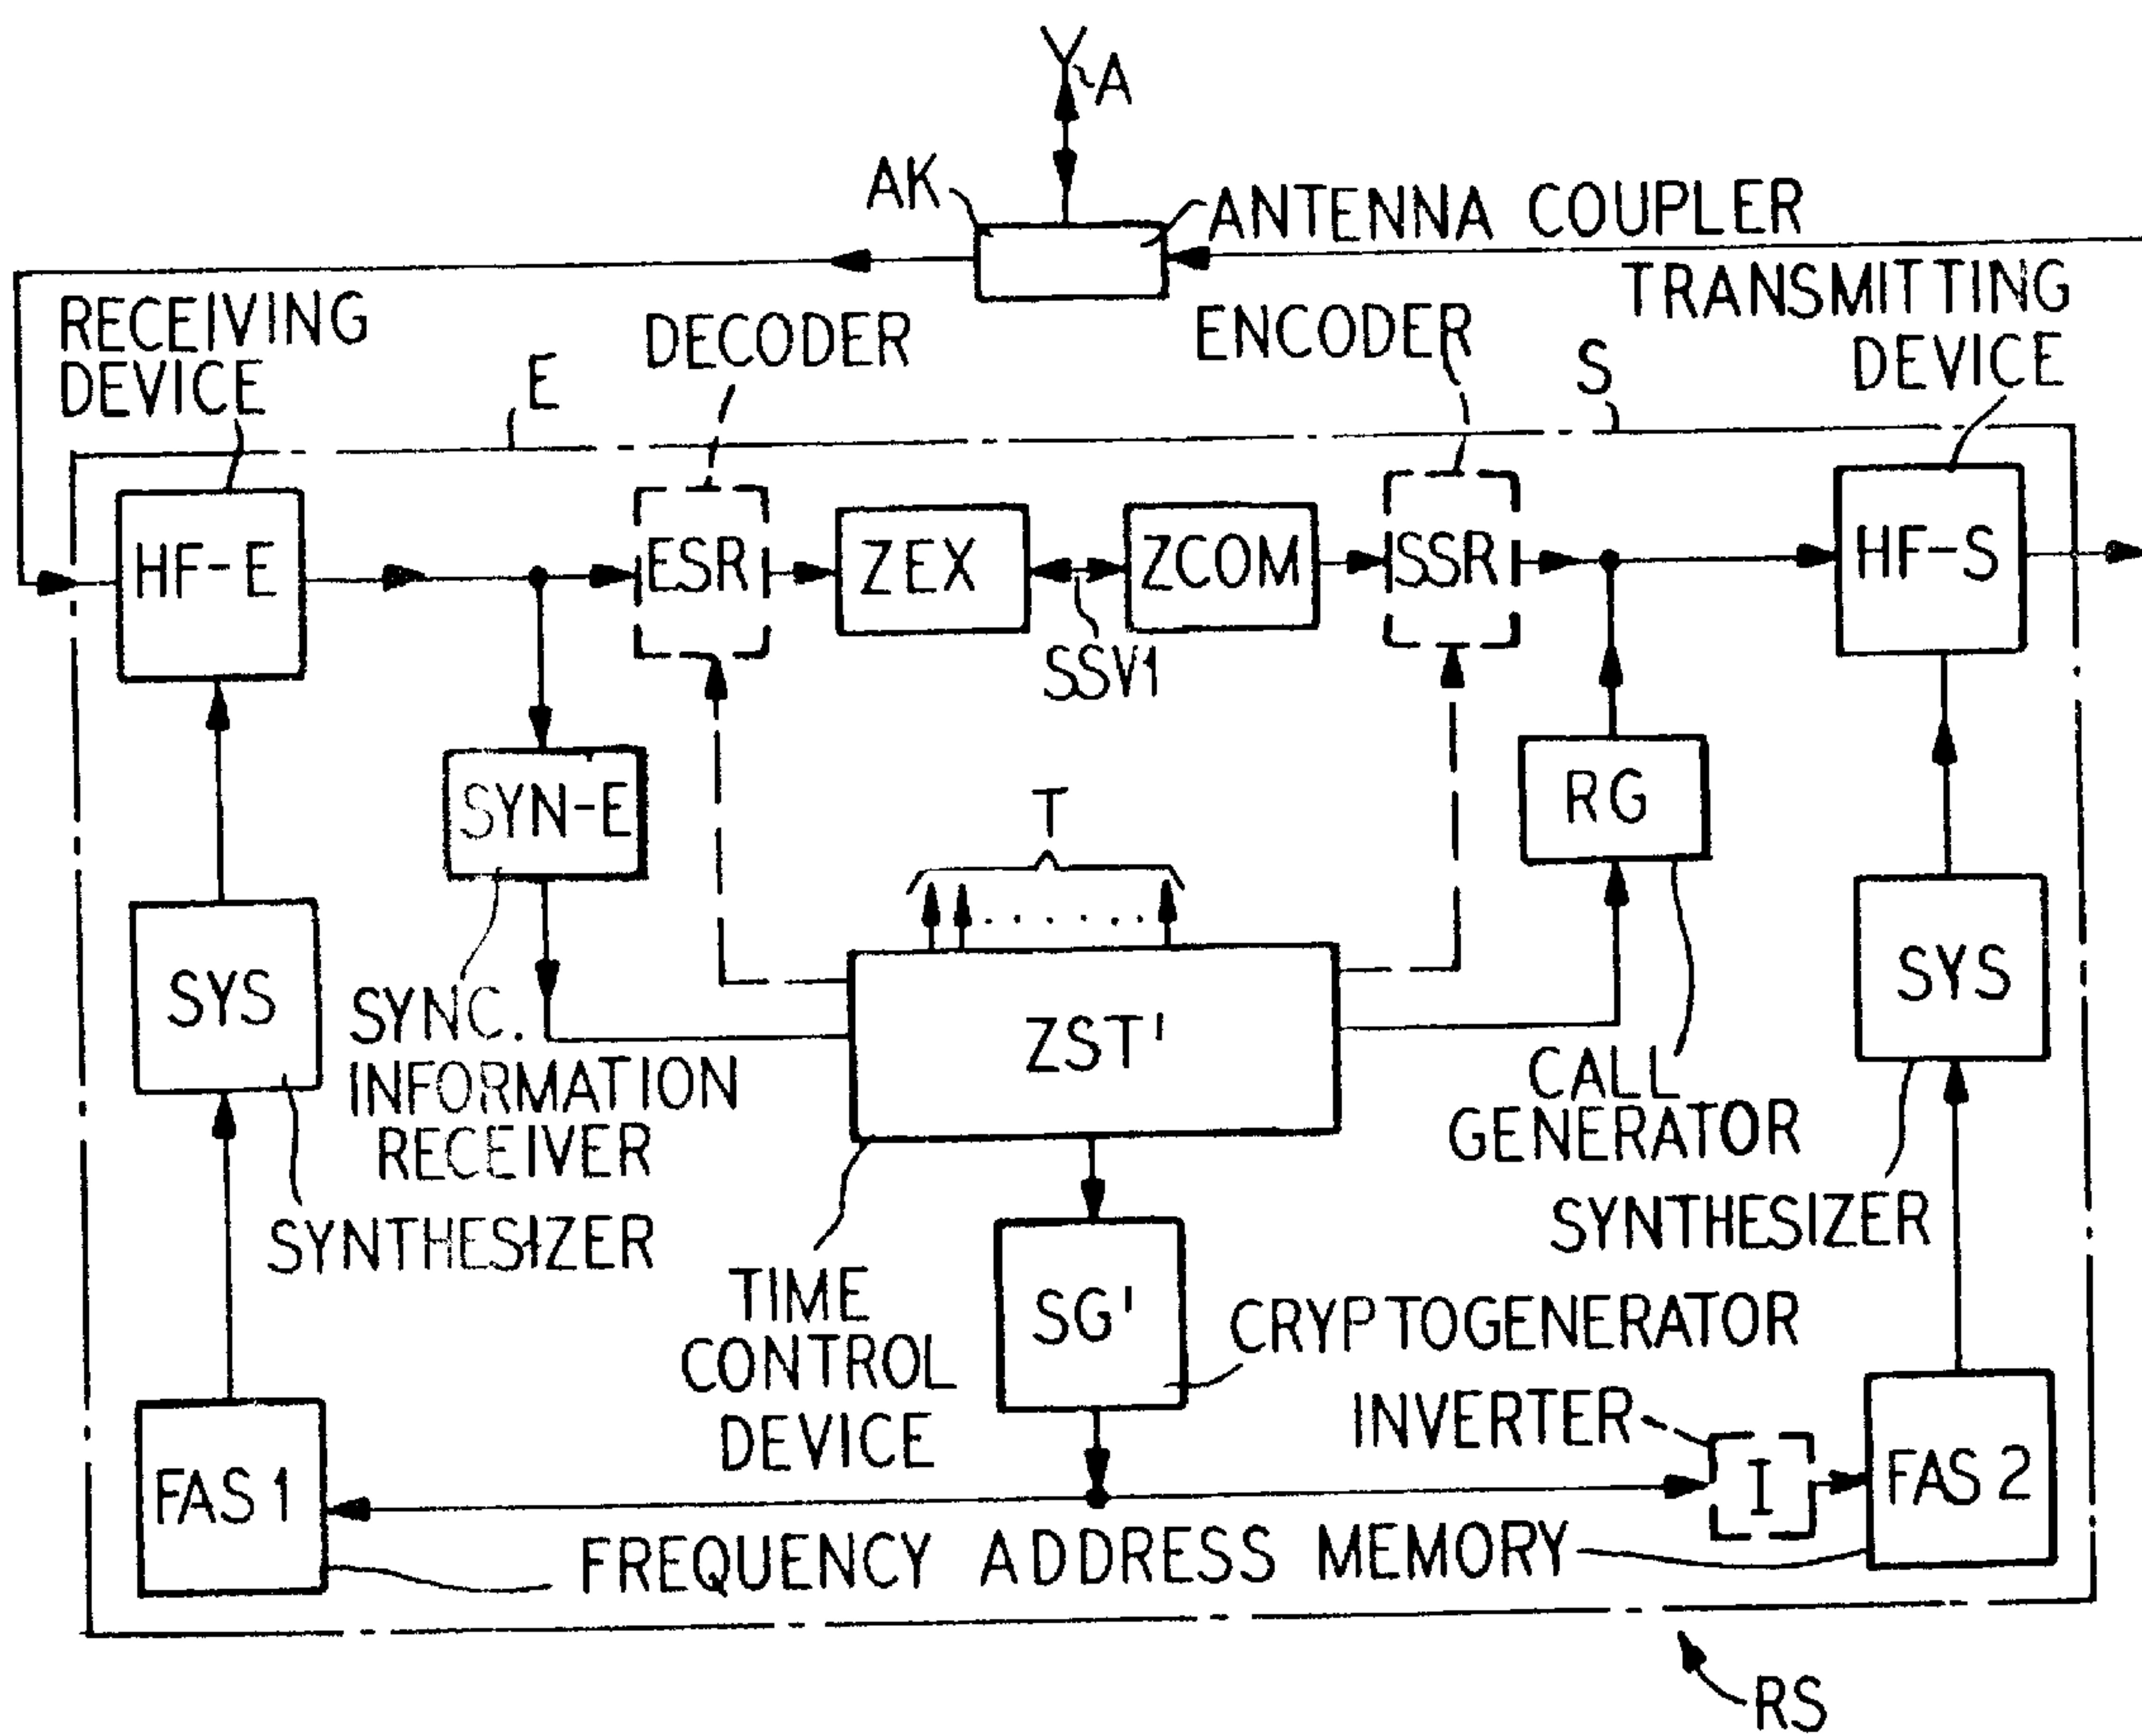 A
AK
ANTENNA COUPLER
RECEIVING
DEVICE
E
DECODER
ENCODER
S
TRANSMITTING
DEVICE
HF-E
ESR
ZEX
ZCOM
SSR
HF-S
SSV1
SYN-E
T
RG
SYS
SYNC.
INFORMATION
RECEIVER
ZST'
CALL
GENERATOR
SYS
SYNTHESIZER
SYNTHESIZER
TIME
CONTROL
DEVICE
SG'
CRYPTOGENERATOR
INVERTER
FAS 1
I
FAS 2
FREQUENCY ADDRESS MEMORY
RS